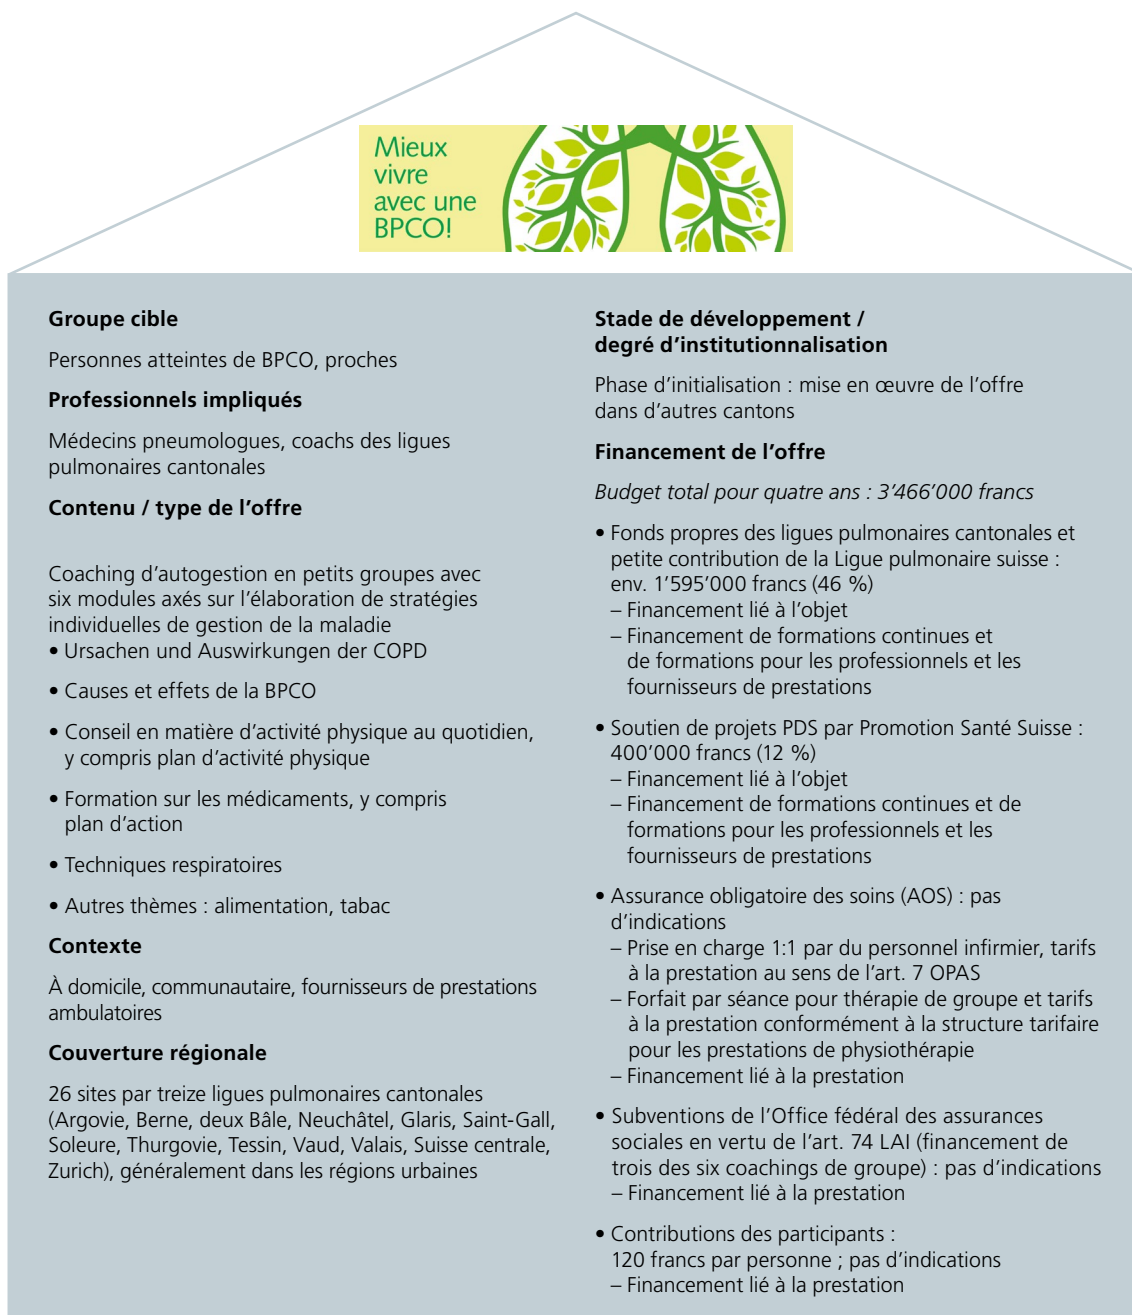 Mieux
vivre
avec une
BPCO!
Groupe cible
Personnes atteintes de BPCO, proches
Professionnels impliqués
Médecins pneumologues, coachs des ligues
pulmonaires cantonales
Contenu / type de l’offre
Coaching d’autogestion en petits groupes avec
six modules axés sur l’élaboration de stratégies
individuelles de gestion de la maladie
• Ursachen und Auswirkungen der COPD
• Causes et effets de la BPCO
• Conseil en matière d’activité physique au quotidien,
y compris plan d’activité physique
• Formation sur les médicaments, y compris
plan d’action
• Techniques respiratoires
• Autres thèmes : alimentation, tabac
Contexte
À domicile, communautaire, fournisseurs de prestations
ambulatoires
Couverture régionale
26 sites par treize ligues pulmonaires cantonales
(Argovie, Berne, deux Bâle, Neuchâtel, Glaris, Saint-Gall,
Soleure, Thurgovie, Tessin, Vaud, Valais, Suisse centrale,
Zurich), généralement dans les régions urbaines
Stade de développement /
degré d’institutionnalisation
Phase d’initialisation : mise en œuvre de l’offre
dans d’autres cantons
Financement de l’offre
Budget total pour quatre ans : 3’466’000 francs
• Fonds propres des ligues pulmonaires cantonales et
petite contribution de la Ligue pulmonaire suisse :
env. 1’595’000 francs (46 %)
– Financement lié à l’objet
– Financement de formations continues et
de formations pour les professionnels et les
fournisseurs de prestations
• Soutien de projets PDS par Promotion Santé Suisse :
400’000 francs (12 %)
– Financement lié à l’objet
– Financement de formations continues et de
formations pour les professionnels et les
fournisseurs de prestations
• Assurance obligatoire des soins (AOS) : pas
d’indications
– Prise en charge 1:1 par du personnel infirmier, tarifs
à la prestation au sens de l’art. 7 OPAS
– Forfait par séance pour thérapie de groupe et tarifs
à la prestation conformément à la structure tarifaire
pour les prestations de physiothérapie
– Financement lié à la prestation
• Subventions de l’Office fédéral des assurances
sociales en vertu de l’art. 74 LAI (financement de
trois des six coachings de groupe) : pas d’indications
– Financement lié à la prestation
• Contributions des participants :
120 francs par personne ; pas d’indications
– Financement lié à la prestation